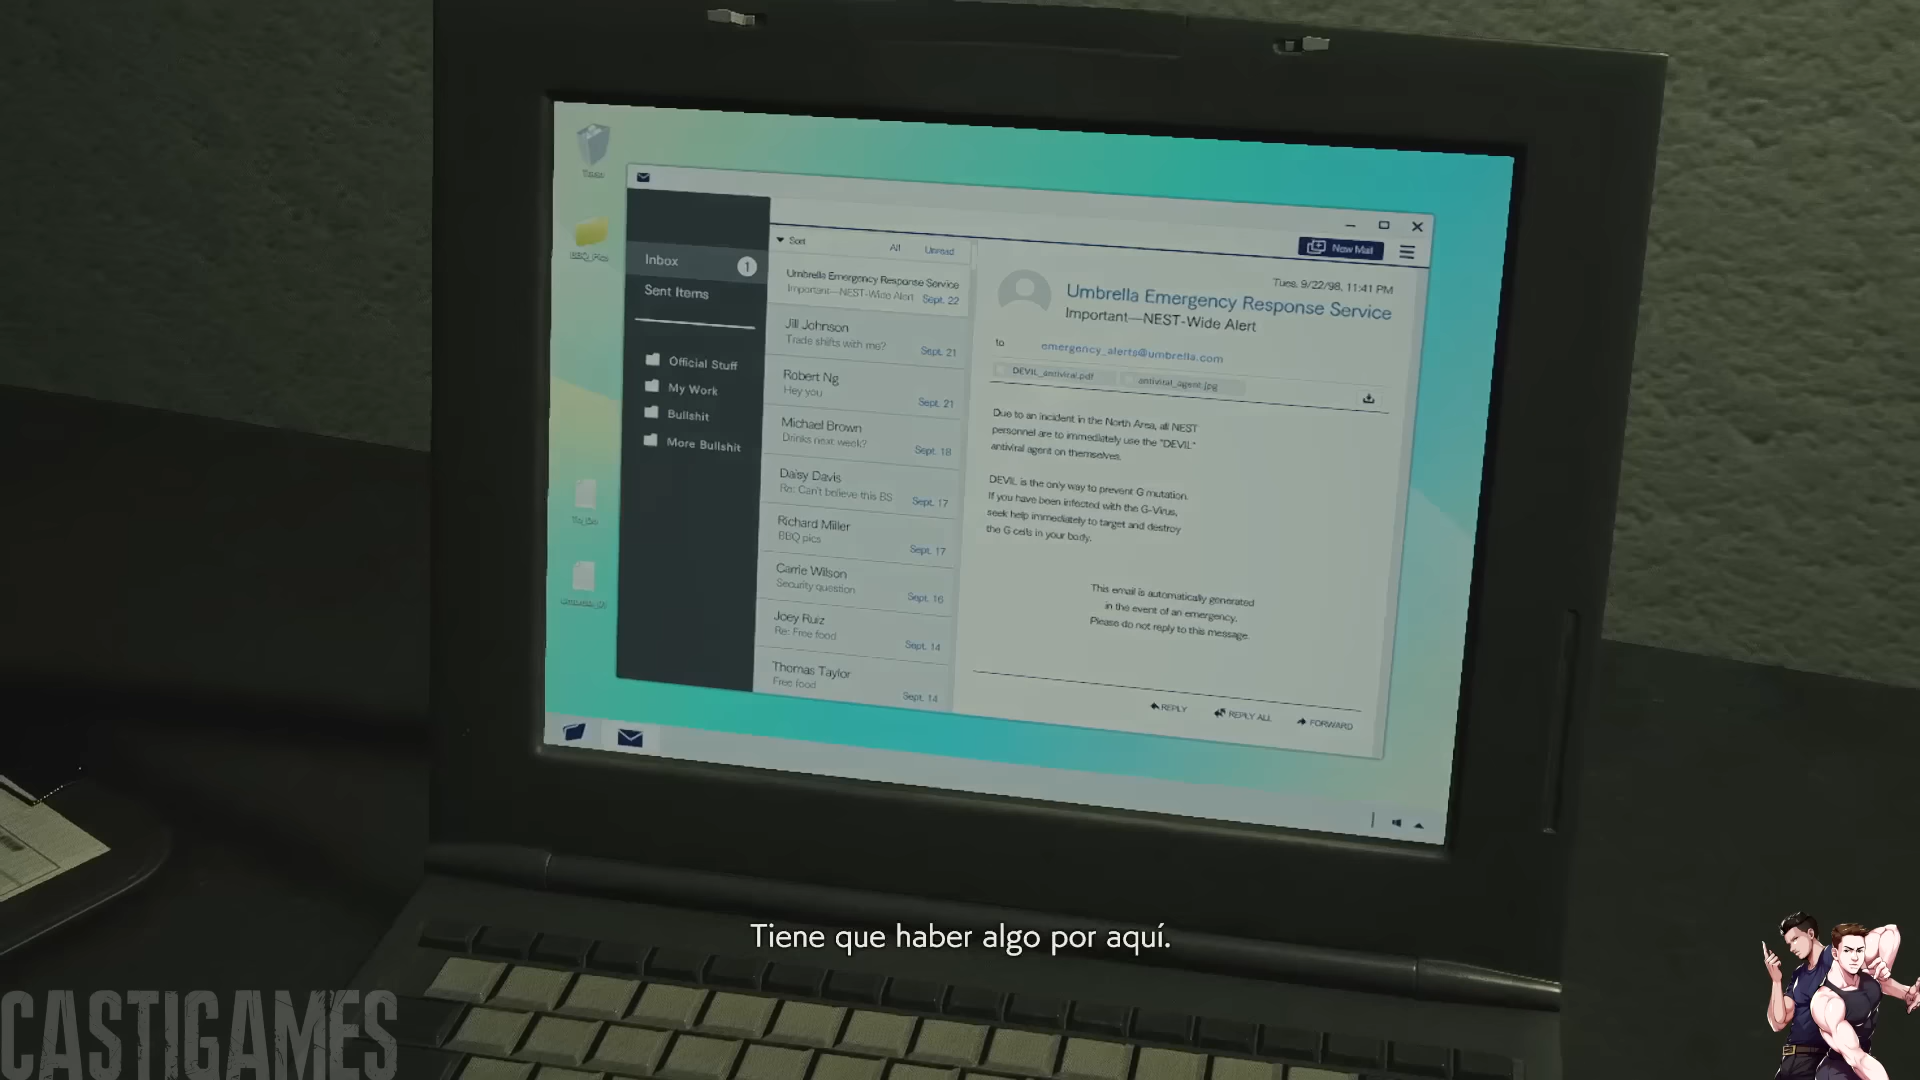 BBQ_Pics
Inbox
1
Sent Items
Official Stuff
My Work
Bullshit
More Bullshit
Sort
All
Unread
Umbrella Emergency Response Service
Important—NEST-Wide Alert
Sept. 22
Jill Johnson
Trade shifts with me?
Sept. 21
Robert Ng
Hey you
Sept. 21
Michael Brown
Drinks next week?
Sept. 18
Daisy Davis
Re: Can't believe this BS
Sept. 17
Richard Miller
BBQ pics
Sept. 17
Carrie Wilson
Security question
Sept. 16
Joey Ruiz
Re: Free food
Sept. 14
Thomas Taylor
Free food
Sept. 14
New Mail
Tues. 9/22/98, 11:41 PM
Umbrella Emergency Response Service
Important—NEST-Wide Alert
to
emergency_alerts@umbrella.com
DEVIL_antiviral.pdf
antiviral_agent.jpg
Due to an incident in the North Area, all NEST
personnel are to immediately use the "DEVIL"
antiviral agent on themselves.
DEVIL is the only way to prevent G mutation.
If you have been infected with the G-Virus,
seek help immediately to target and destroy
the G cells in your body.
This email is automatically generated
in the event of an emergency.
Please do not reply to this message.
REPLY
REPLY ALL
FORWARD
Tiene que haber algo por aquí.
CASTIGAMES